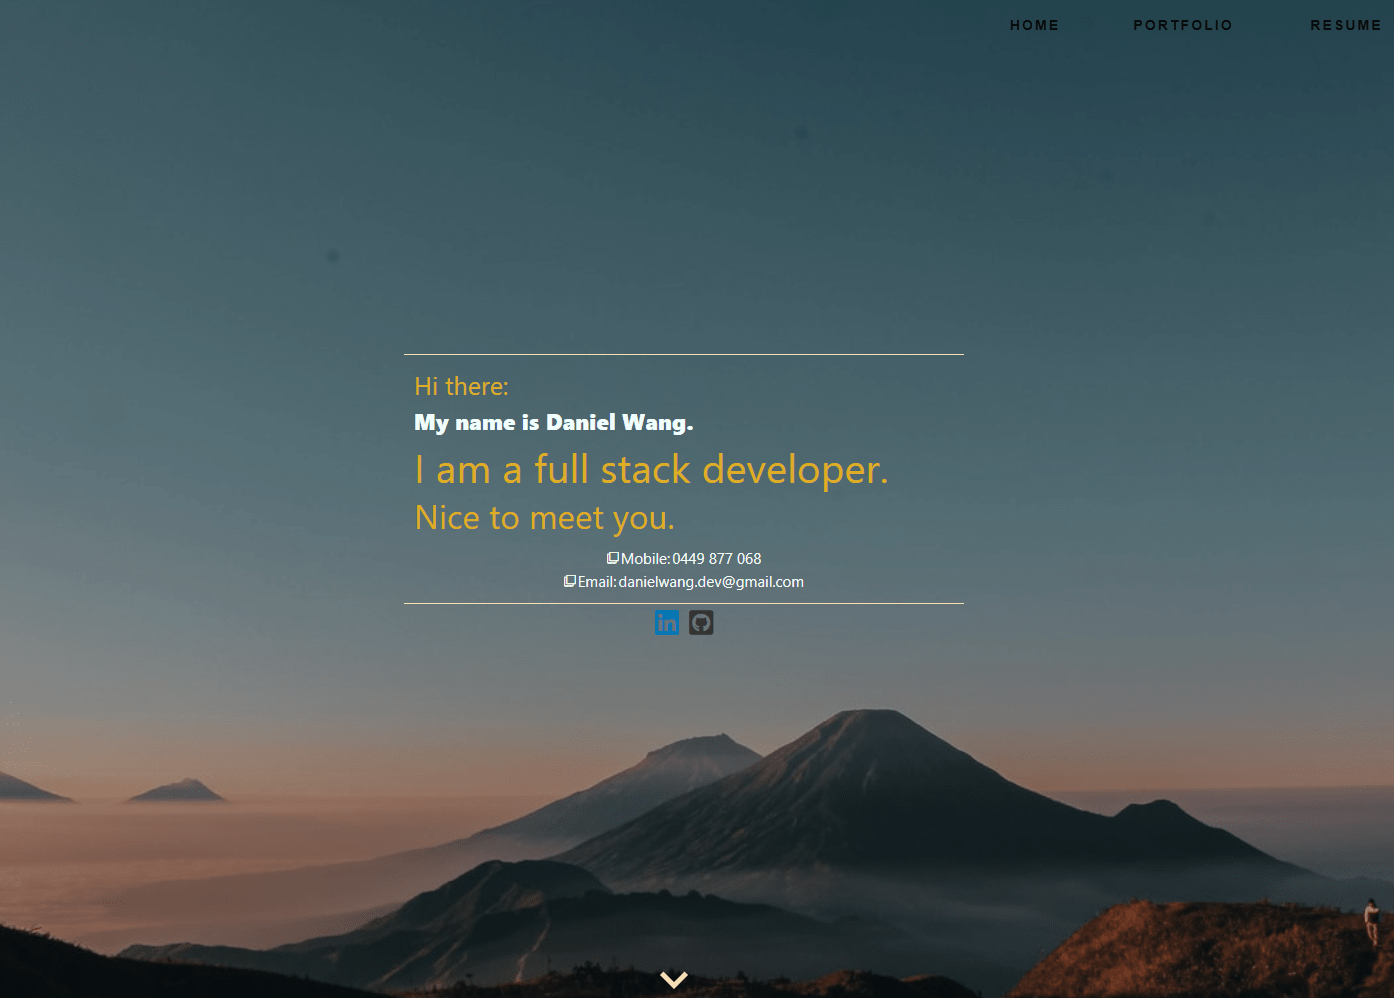 HOME PORTFOLIO RESUME
Hi there:
My name is Daniel Wang.
I am a full stack developer.
Nice to meet you.
Mobile:0449 877 068
Email:danielwang.dev@gmail.com
in